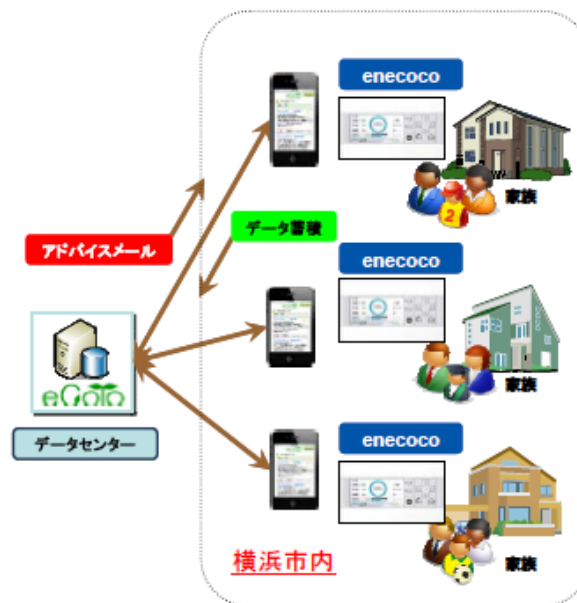 enecoco
家族
アドバイスメール
データ蓄積
enecoco
家族
eCoto
データセンター
enecoco
家族
横浜市内